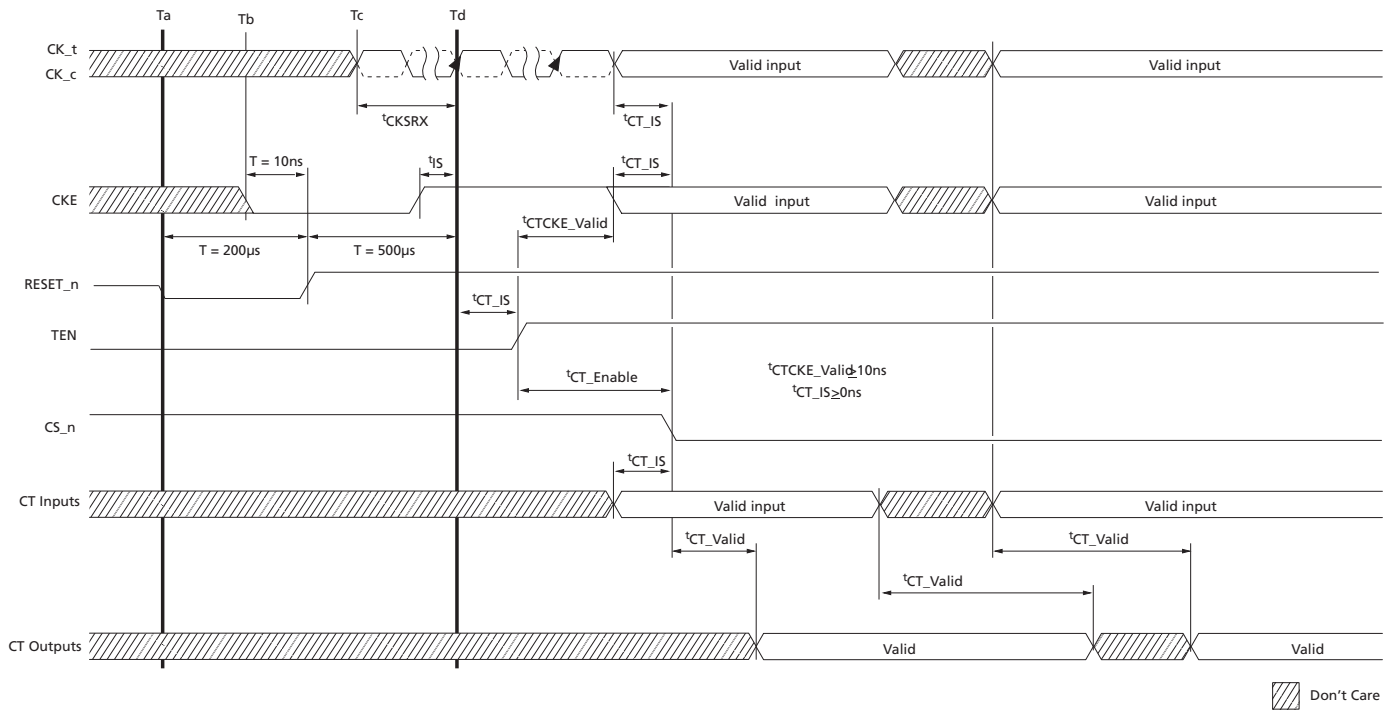 Ta Tb Tc Td
CK_t
CK_c
Valid input Valid input
tCKSRX tCT_IS
T = 10ns tIS tCT_IS
CKE Valid input Valid input
tCTCKE_Valid
T = 200µs T = 500µs
RESET_n
tCT_IS
TEN
tCT_Enable tCTCKE_Valid≥10ns
tCT_IS≥0ns
CS_n
tCT_IS
CT Inputs Valid input Valid input
tCT_Valid tCT_Valid
tCT_Valid
CT Outputs Valid Valid
Don't Care